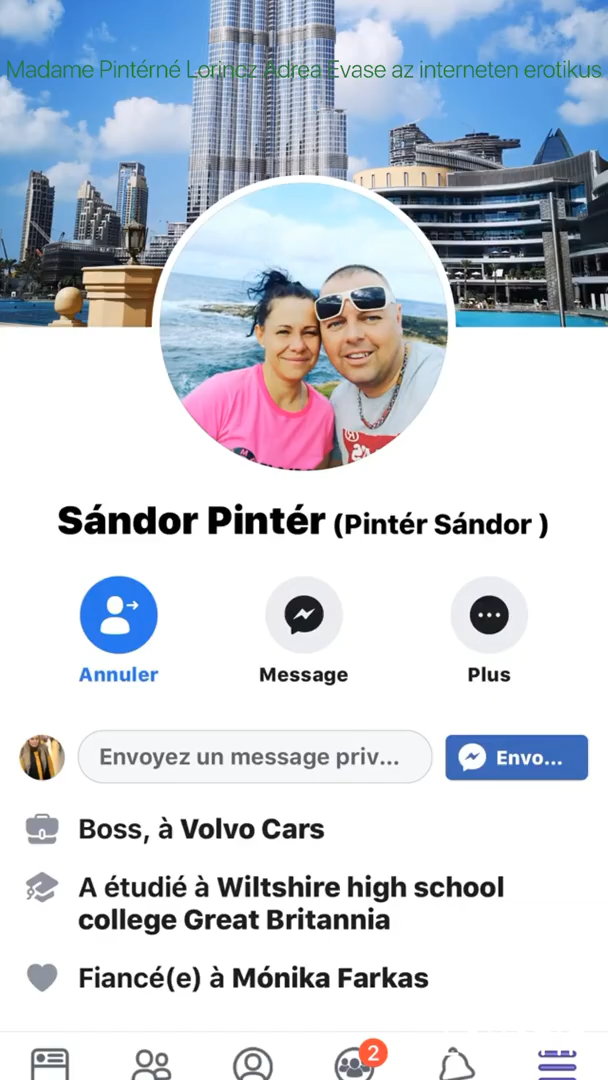 Madame Pintérné Lorincz Adrea Evase az interneten erotikus
Sándor Pintér (Pintér Sándor )
Annuler
Message
Plus
Envoyez un message priv...
Envo...
Boss, à Volvo Cars
A étudié à Wiltshire high school
college Great Britannia
Fiancé(e) à Mónika Farkas
2